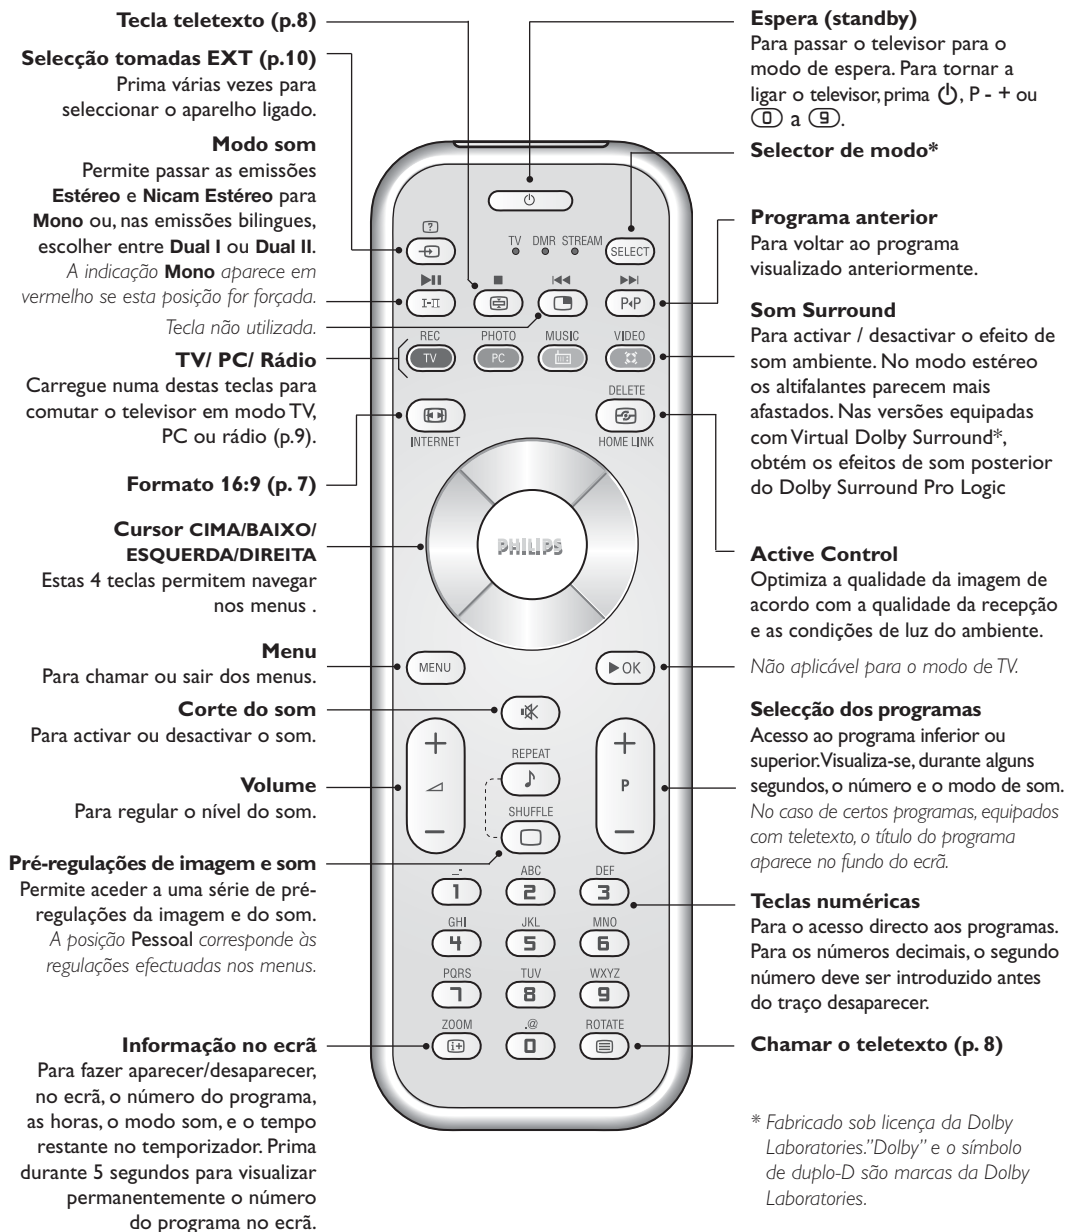 Tecla teletexto (p.8)
Selecção tomadas EXT (p.10)
Prima várias vezes para
seleccionar o aparelho ligado.
Modo som
Permite passar as emissões
Estéreo e Nicam Estéreo para
Mono ou, nas emissões bilingues,
escolher entre Dual I ou Dual II.
A indicação Mono aparece em
vermelho se esta posição for forçada.
Tecla não utilizada.
TV/ PC/ Rádio
Carregue numa destas teclas para
comutar o televisor em modo TV,
PC ou rádio (p.9).
Formato 16:9 (p. 7)
Cursor CIMA/BAIXO/
ESQUERDA/DIREITA
Estas 4 teclas permitem navegar
nos menus .
Menu
Para chamar ou sair dos menus.
Corte do som
Para activar ou desactivar o som.
Volume
Para regular o nível do som.
Pré-regulações de imagem e som
Permite aceder a uma série de pré-
regulações da imagem e do som.
A posição Pessoal corresponde às
regulações efectuadas nos menus.
Informação no ecrã
Para fazer aparecer/desaparecer,
no ecrã, o número do programa,
as horas, o modo som, e o tempo
restante no temporizador. Prima
durante 5 segundos para visualizar
permanentemente o número
do programa no ecrã.
TV DMR STREAM
SELECT
I-II
P◂P
REC PHOTO MUSIC VIDEO
TV PC
DELETE
INTERNET HOME LINK
PHILIPS
MENU
▶OK
+ +
REPEAT
P
SHUFFLE
− −
_-• ABC DEF
1 2 3
GHI JKL MNO
4 5 6
PQRS TUV WXYZ
7 8 9
ZOOM .@ ROTATE
i+ 0
Espera (standby)
Para passar o televisor para o
modo de espera. Para tornar a
ligar o televisor, prima ⏻, P - + ou
0 a 9.
Selector de modo*
Programa anterior
Para voltar ao programa
visualizado anteriormente.
Som Surround
Para activar / desactivar o efeito de
som ambiente. No modo estéreo
os altifalantes parecem mais
afastados. Nas versões equipadas
com Virtual Dolby Surround*,
obtém os efeitos de som posterior
do Dolby Surround Pro Logic
Active Control
Optimiza a qualidade da imagem de
acordo com a qualidade da recepção
e as condições de luz do ambiente.
Não aplicável para o modo de TV.
Selecção dos programas
Acesso ao programa inferior ou
superior.Visualiza-se, durante alguns
segundos, o número e o modo de som.
No caso de certos programas, equipados
com teletexto, o título do programa
aparece no fundo do ecrã.
Teclas numéricas
Para o acesso directo aos programas.
Para os números decimais, o segundo
número deve ser introduzido antes
do traço desaparecer.
Chamar o teletexto (p. 8)
* Fabricado sob licença da Dolby
Laboratories.”Dolby” e o símbolo
de duplo-D são marcas da Dolby
Laboratories.